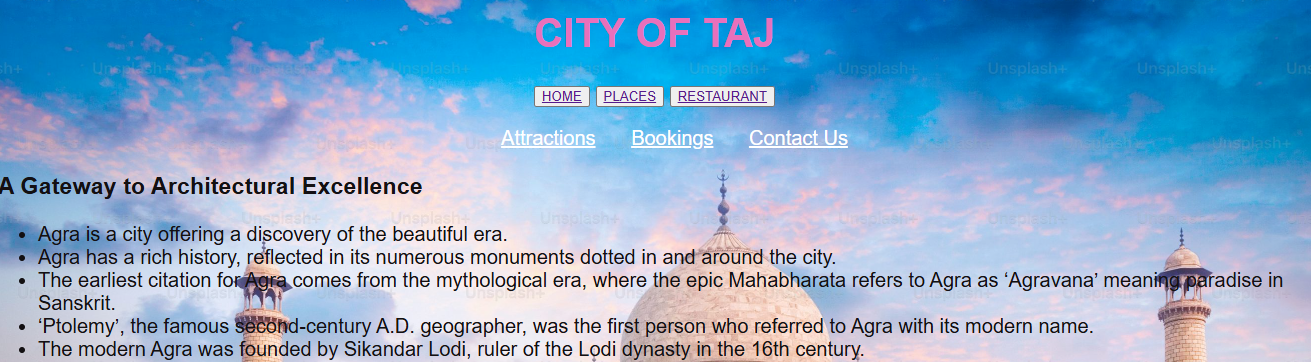 CITY OF TAJ
HOME PLACES RESTAURANT
Attractions Bookings Contact Us
A Gateway to Architectural Excellence
• Agra is a city offering a discovery of the beautiful era.
• Agra has a rich history, reflected in its numerous monuments dotted in and around the city.
• The earliest citation for Agra comes from the mythological era, where the epic Mahabharata refers to Agra as ‘Agravana’ meaning paradise in
Sanskrit.
• ‘Ptolemy’, the famous second-century A.D. geographer, was the first person who referred to Agra with its modern name.
• The modern Agra was founded by Sikandar Lodi, ruler of the Lodi dynasty in the 16th century.
Unsplash+